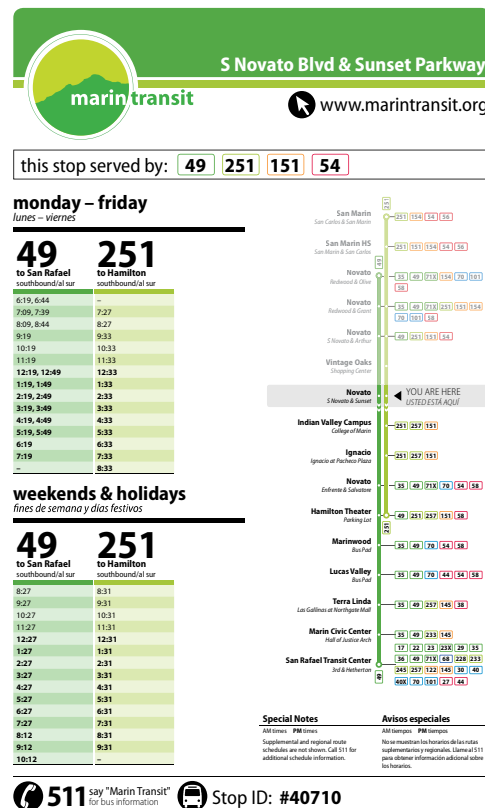 S Novato Blvd & Sunset Parkway
marin transit
www.marintransit.org
this stop served by: 49 251 151 54
monday – friday
lunes – viernes
49 251
to San Rafael to Hamilton
southbound/al sur southbound/al sur
6:19, 6:44 –
7:09, 7:39 7:27
8:09, 8:44 8:27
9:19 9:33
10:19 10:33
11:19 11:33
12:19, 12:49 12:33
1:19, 1:49 1:33
2:19, 2:49 2:33
3:19, 3:49 3:33
4:19, 4:49 4:33
5:19, 5:49 5:33
6:19 6:33
7:19 7:33
– 8:33
weekends & holidays
fines de semana y días festivos
49 251
to San Rafael to Hamilton
southbound/al sur southbound/al sur
8:27 8:31
9:27 9:31
10:27 10:31
11:27 11:31
12:27 12:31
1:27 1:31
2:27 2:31
3:27 3:31
4:27 4:31
5:27 5:31
6:27 6:31
7:27 7:31
8:12 8:31
9:12 9:31
10:12 –
251
San Marin 251 154 54 56
San Carlos & San Marin
San Marin HS 251 151 154 54 56
San Marin & San Carlos
49
Novato 35 49 71X 154 70 101
Redwood & Olive 58
Novato 35 49 71X 251 151 154
Redwood & Grant 70 101 58
Novato 49 251 151 54
S Novato & Arthur
Vintage Oaks
Shopping Center
Novato YOU ARE HERE
S Novato & Sunset USTED ESTÁ AQUÍ
Indian Valley Campus 251 257 151
College of Marin
Ignacio 251 257 151
Ignacio at Pacheco Plaza
Novato 35 49 71X 70 54 58
Enfrente & Salvatore
Hamilton Theater 49 251 257 151 58
Parking Lot
251
Marinwood 35 49 70 54 58
Bus Pad
Lucas Valley 35 49 70 44 54 58
Bus Pad
Terra Linda 35 49 257 145 38
Las Gallinas at Northgate Mall
Marin Civic Center 35 49 233 145
Hall of Justice Arch
17 22 23 23X 29 35
San Rafael Transit Center 36 49 71X 68 228 233
3rd & Hetherton 245 257 122 145 30 40
49 40X 70 101 27 44
Special Notes
AM times PM times
Supplemental and regional route
schedules are not shown. Call 511 for
additional schedule information.
Avisos especiales
AM tiempos PM tiempos
No se muestran los horarios de las rutas
suplementarios y regionales. Llame al 511
para obtener información adicional sobre
los horarios.
511 say "Marin Transit"
for bus information
Stop ID: #40710